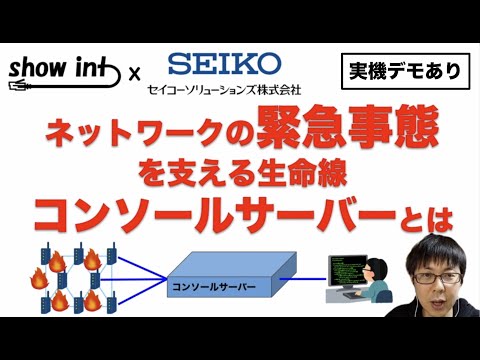 show int x SEIKO
セイコーソリューションズ株式会社
実機デモあり
ネットワークの緊急事態
を支える生命線
コンソールサーバーとは
コンソールサーバー